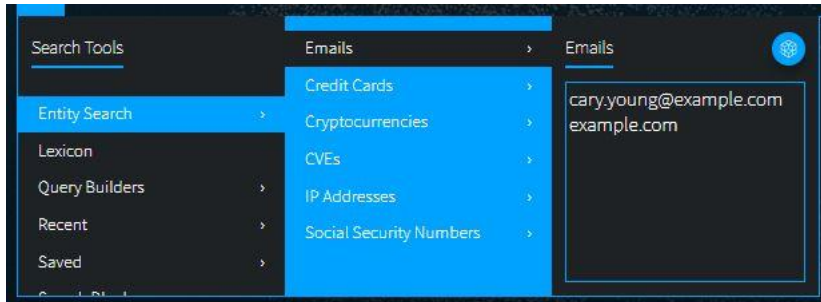 Search Tools
Entity Search
Lexicon
Query Builders
Recent
Saved
Emails
Credit Cards
Cryptocurrencies
CVEs
IP Addresses
Social Security Numbers
Emails
cary.young@example.com
example.com